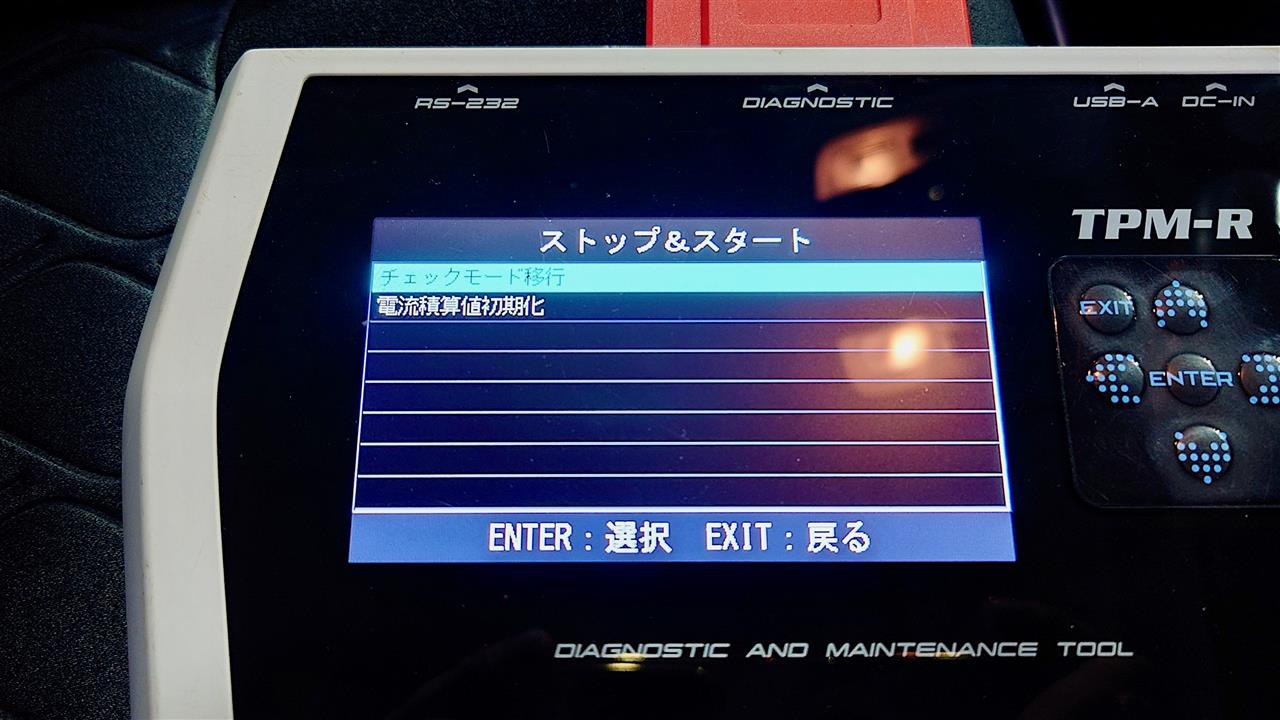 RS-232 DIAGNOSTIC USB-A DC-IN
TPM-R
ストップ&スタート
チェックモード移行
電流積算値初期化
EXIT
ENTER
ENTER：選択 EXIT：戻る
DIAGNOSTIC AND MAINTENANCE TOOL